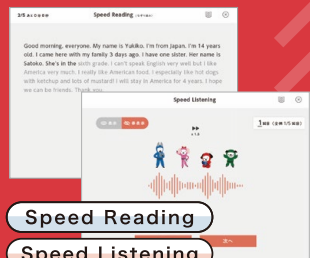 3/5
Speed Reading
Good morning, everyone. My name is Yukiko. I'm from Japan. I'm 14 years
old. I came here with my family 3 days ago. I have one sister. Her name is
Satoko. She's in the sixth grade. I can't speak English very well but I like
America very much. I really like American food. I especially like hot dogs
with ketchup and lots of mustard! I will stay in America for 4 years. I hope
we can be friends. Thank you.
Speed Listening
次へ
Speed Reading
Speed Listening